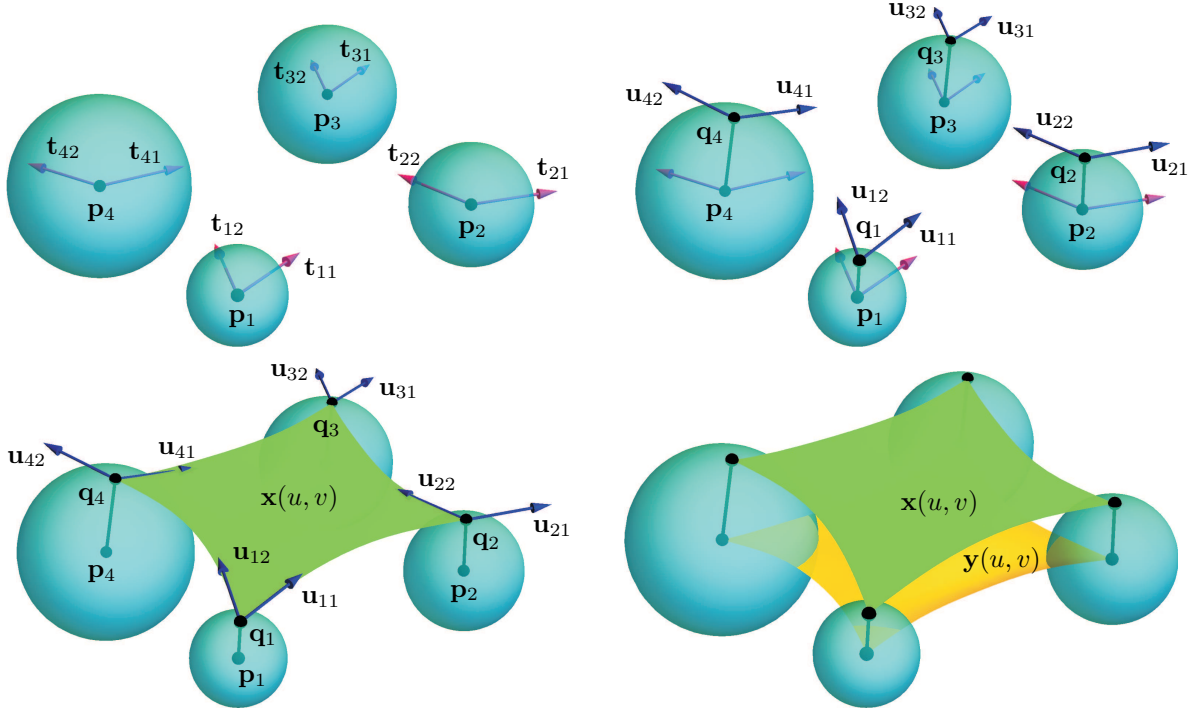 t₃₂ t₃₁
p₃
t₄₂ t₄₁
p₄
t₂₂ t₂₁
p₂
t₁₂ t₁₁
p₁
u₃₂ u₃₁
q₃
p₃
u₄₂ u₄₁
q₄
p₄
u₂₂ u₂₁
q₂
p₂
u₁₂ u₁₁
q₁
p₁
u₃₂ u₃₁
q₃
u₄₂ u₄₁
q₄
p₄
x(u, v)
u₂₂ u₂₁
q₂
p₂
u₁₂ u₁₁
q₁
p₁
x(u, v)
y(u, v)